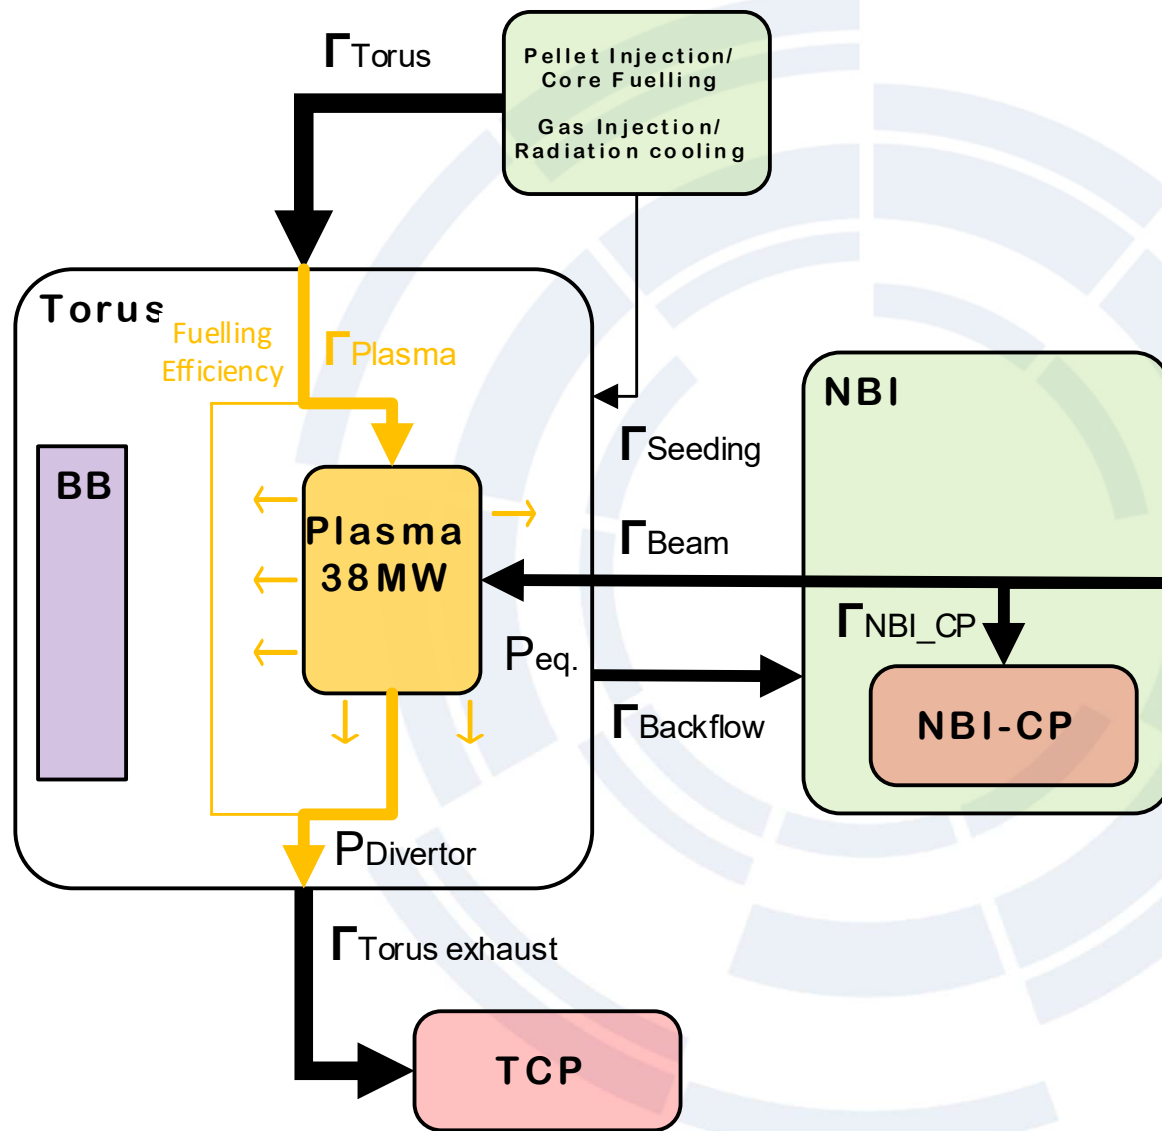 ΓTorus
Pellet Injection/
Core Fuelling
Gas Injection/
Radiation cooling
Torus
Fuelling
Efficiency
ΓPlasma
NBI
BB
ΓSeeding
Plasma
38MW
ΓBeam
ΓNBI_CP
Peq.
ΓBackflow
NBI-CP
PDivertor
ΓTorus exhaust
TCP